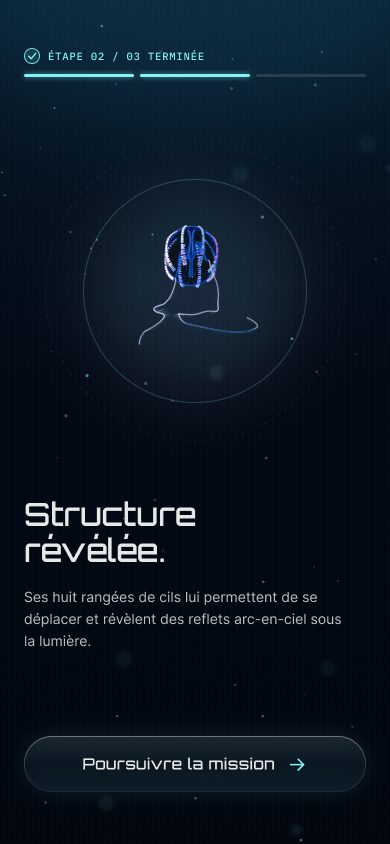 ÉTAPE 02 / 03 TERMINÉE
Structure
révélée.
Ses huit rangées de cils lui permettent de se
déplacer et révèlent des reflets arc-en-ciel sous
la lumière.
Poursuivre la mission